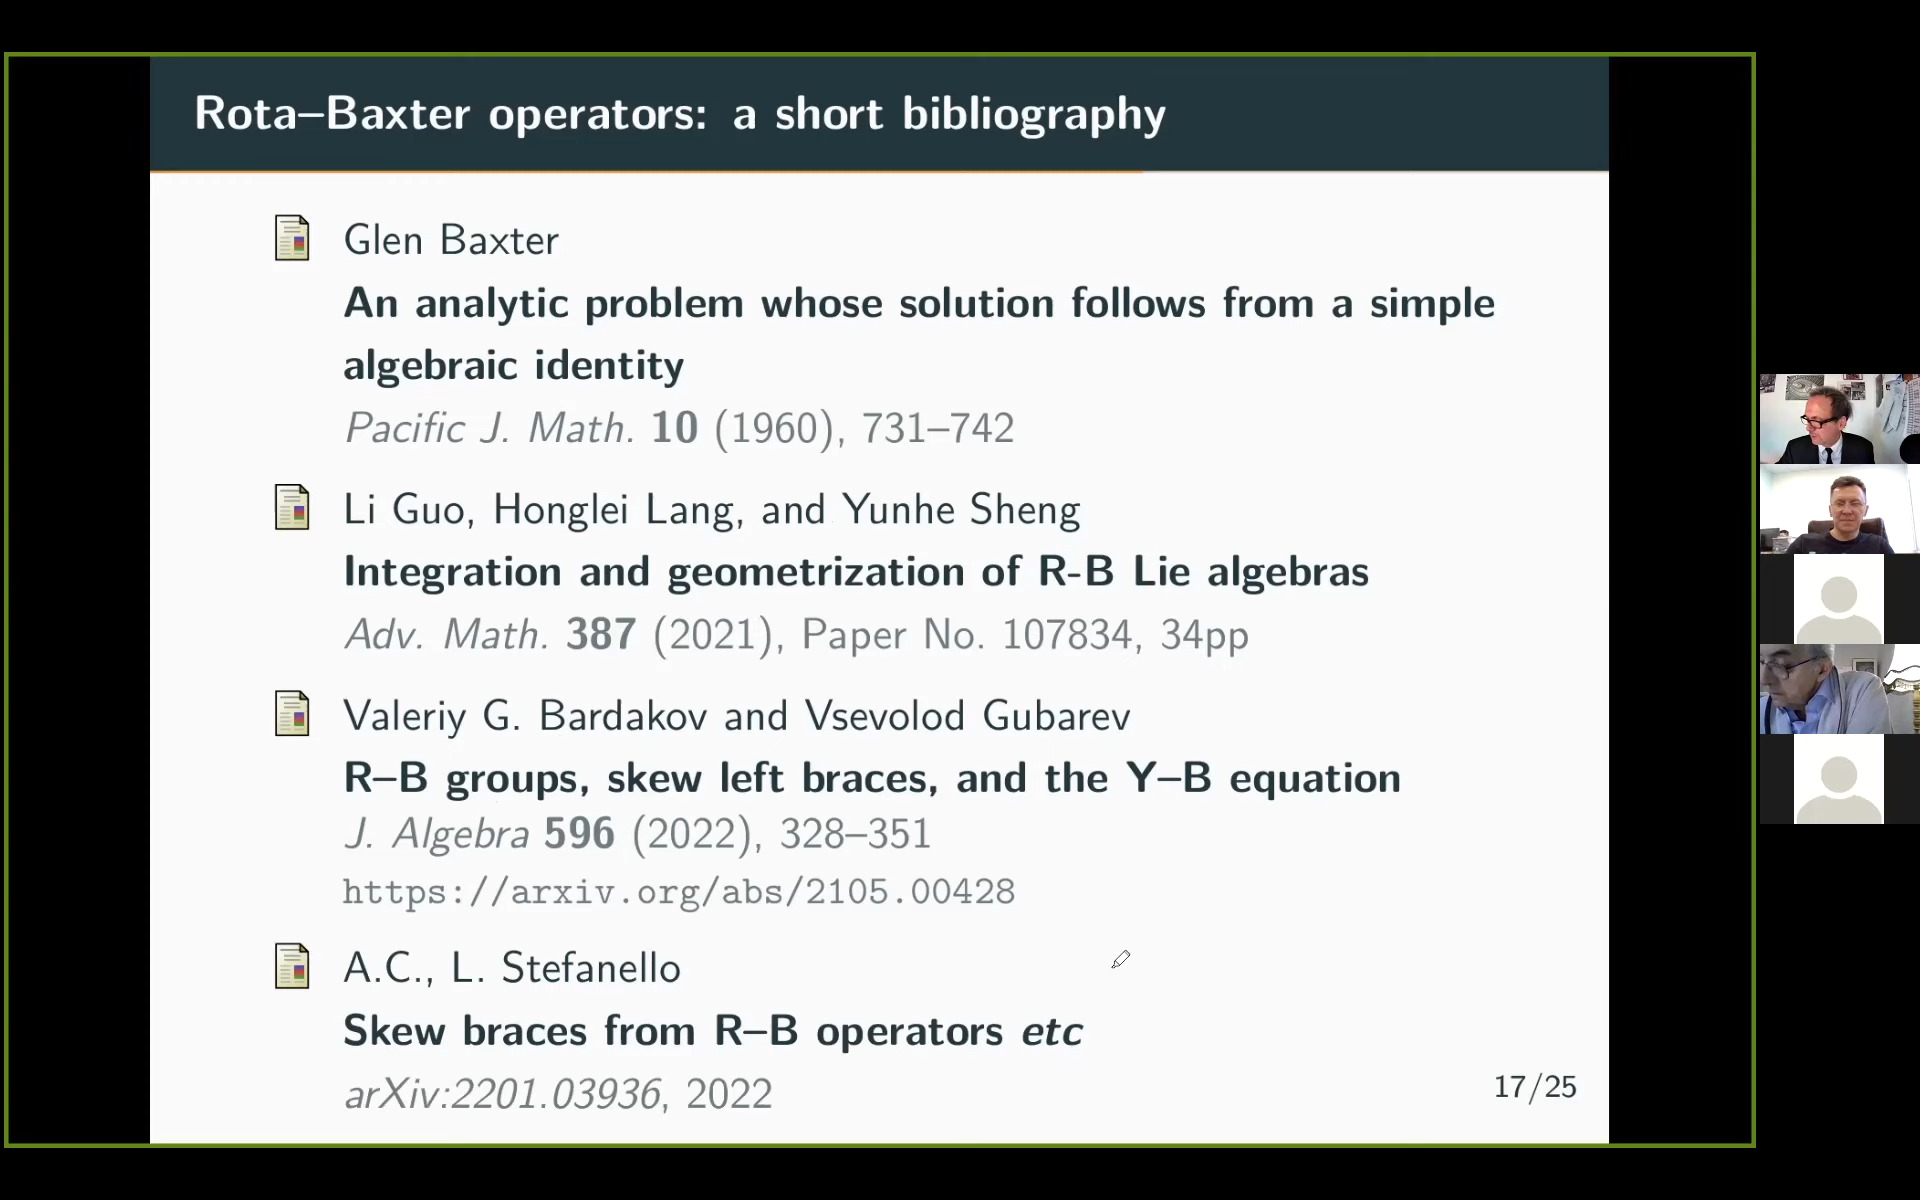 Rota–Baxter operators: a short bibliography
Glen Baxter
An analytic problem whose solution follows from a simple
algebraic identity
Pacific J. Math. 10 (1960), 731–742
Li Guo, Honglei Lang, and Yunhe Sheng
Integration and geometrization of R-B Lie algebras
Adv. Math. 387 (2021), Paper No. 107834, 34pp
Valeriy G. Bardakov and Vsevolod Gubarev
R–B groups, skew left braces, and the Y–B equation
J. Algebra 596 (2022), 328–351
https://arxiv.org/abs/2105.00428
A.C., L. Stefanello
Skew braces from R–B operators etc
arXiv:2201.03936, 2022
17/25